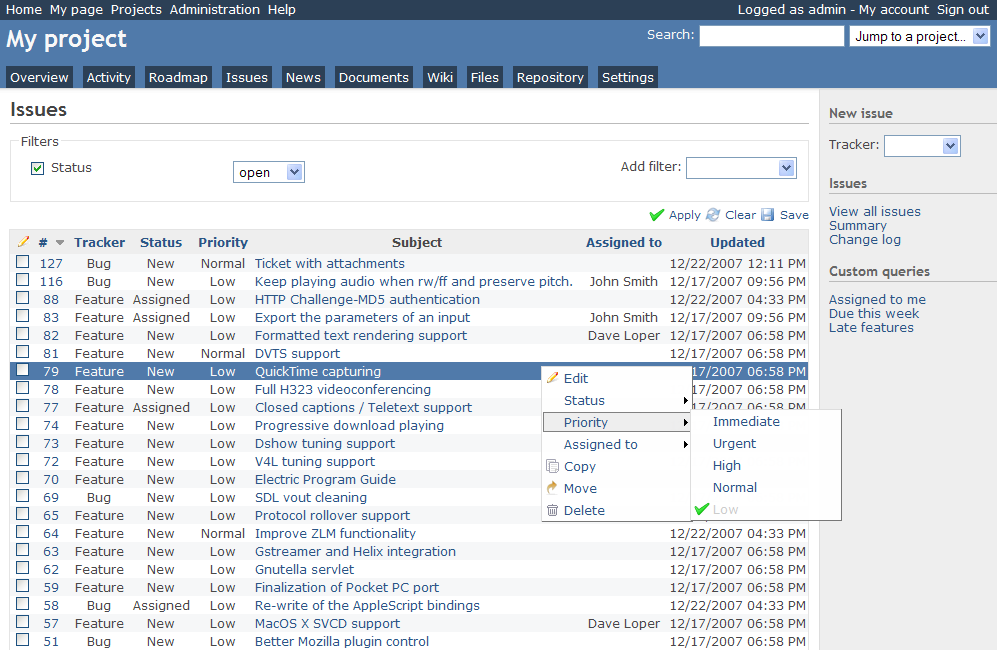 Home My page Projects Administration Help Logged as admin - My account Sign out
My project Search: Jump to a project...
Overview Activity Roadmap Issues News Documents Wiki Files Repository Settings
Issues
Filters
Status open Add filter:
Apply Clear Save
# Tracker Status Priority Subject Assigned to Updated
127 Bug New Normal Ticket with attachments 12/22/2007 12:11 PM
116 Bug New Low Keep playing audio when rw/ff and preserve pitch. John Smith 12/17/2007 09:56 PM
88 Feature Assigned Low HTTP Challenge-MD5 authentication 12/22/2007 04:33 PM
83 Feature Assigned Low Export the parameters of an input John Smith 12/17/2007 09:56 PM
82 Feature New Low Formatted text rendering support Dave Loper 12/17/2007 06:58 PM
81 Feature New Normal DVTS support 12/17/2007 06:58 PM
79 Feature New Low QuickTime capturing 17/2007 06:58 PM
78 Feature New Low Full H323 videoconferencing 17/2007 06:58 PM
77 Feature Assigned Low Closed captions / Teletext support 17/2007 06:58 PM
74 Feature New Low Progressive download playing
73 Feature New Low Dshow tuning support
72 Feature New Low V4L tuning support
70 Feature New Low Electric Program Guide
69 Bug New Low SDL vout cleaning
65 Feature New Low Protocol rollover support
64 Feature New Normal Improve ZLM functionality 12/22/2007 04:33 PM
63 Feature New Low Gstreamer and Helix integration 12/17/2007 06:58 PM
62 Feature New Low Gnutella servlet 12/17/2007 06:58 PM
59 Feature New Low Finalization of Pocket PC port 12/17/2007 06:58 PM
58 Bug Assigned Low Re-write of the AppleScript bindings 12/22/2007 04:33 PM
57 Feature New Low MacOS X SVCD support Dave Loper 12/17/2007 06:58 PM
51 Bug New Low Better Mozilla plugin control 12/17/2007 06:58 PM
Edit
Status
Priority
Assigned to
Copy
Move
Delete
Immediate
Urgent
High
Normal
Low
New issue
Tracker:
Issues
View all issues
Summary
Change log
Custom queries
Assigned to me
Due this week
Late features